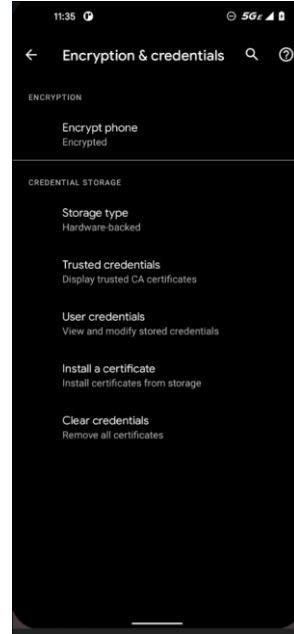 11:35
5GE
Encryption & credentials
ENCRYPTION
Encrypt phone
Encrypted
CREDENTIAL STORAGE
Storage type
Hardware-backed
Trusted credentials
Display trusted CA certificates
User credentials
View and modify stored credentials
Install a certificate
Install certificates from storage
Clear credentials
Remove all certificates